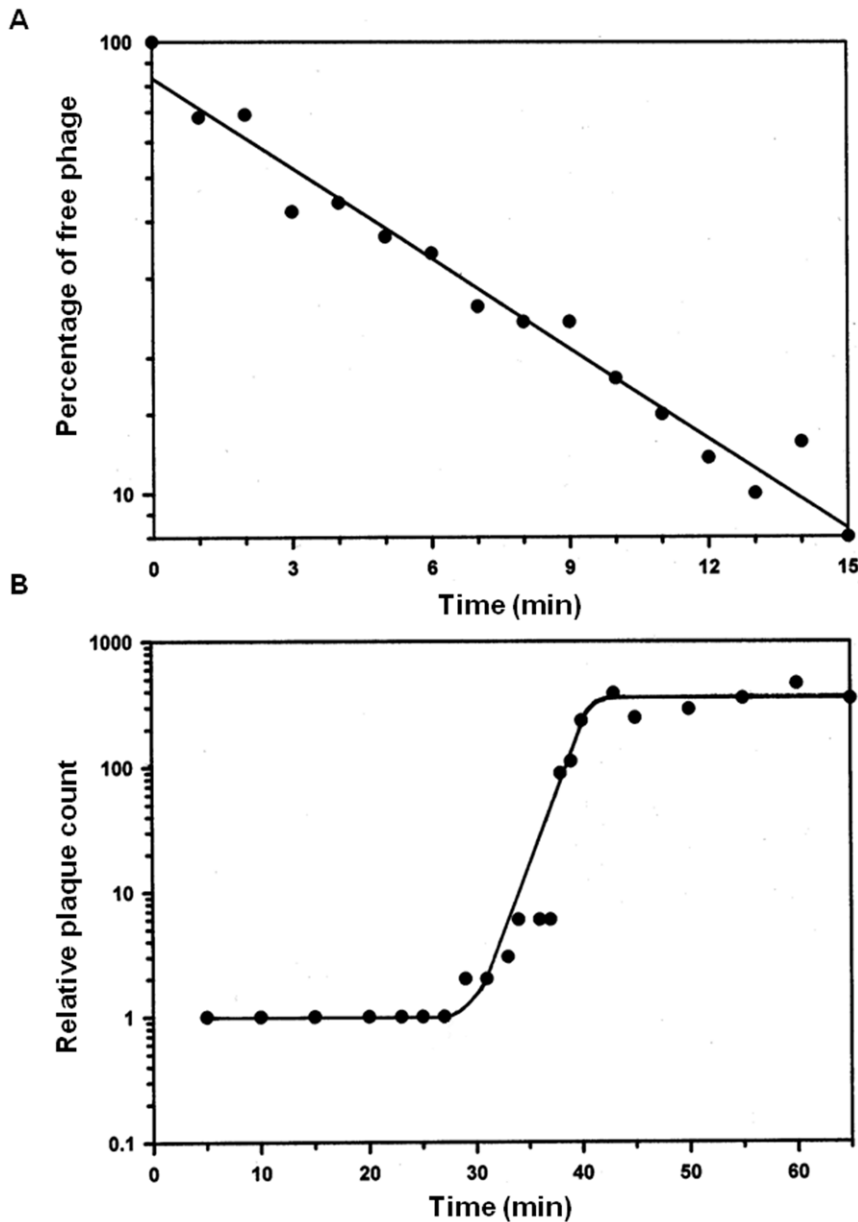 A
100
10
Percentage of free phage
0 3 6 9 12 15
Time (min)
B
1000
100
10
1
0.1
Relative plaque count
0 10 20 30 40 50 60
Time (min)